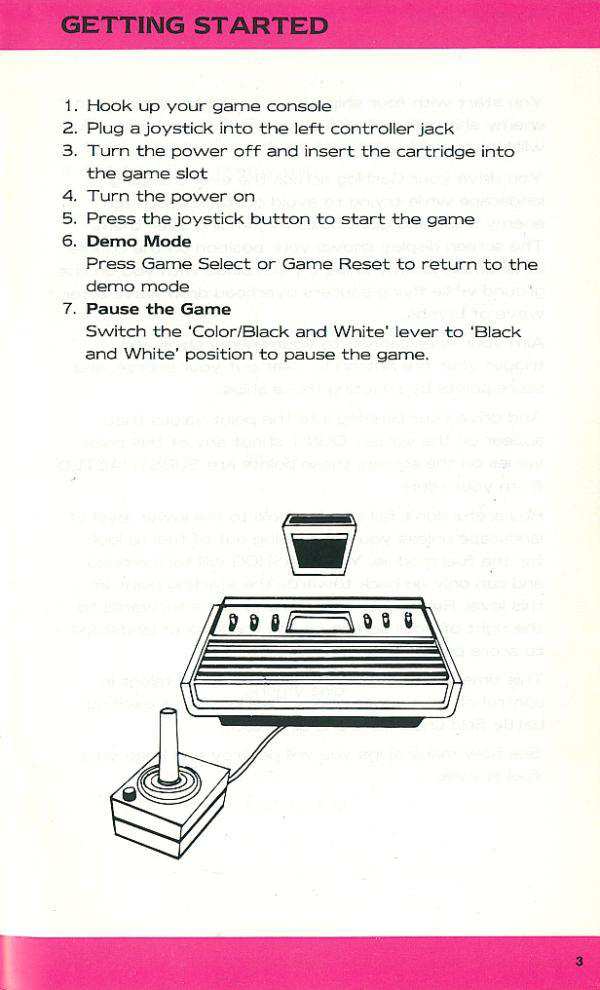 GETTING STARTED
1. Hook up your game console
2. Plug a joystick into the left controller jack
3. Turn the power off and insert the cartridge into
the game slot
4. Turn the power on
5. Press the joystick button to start the game
6. Demo Mode
Press Game Select or Game Reset to return to the
demo mode
7. Pause the Game
Switch the 'Color/Black and White' lever to 'Black
and White' position to pause the game.
3